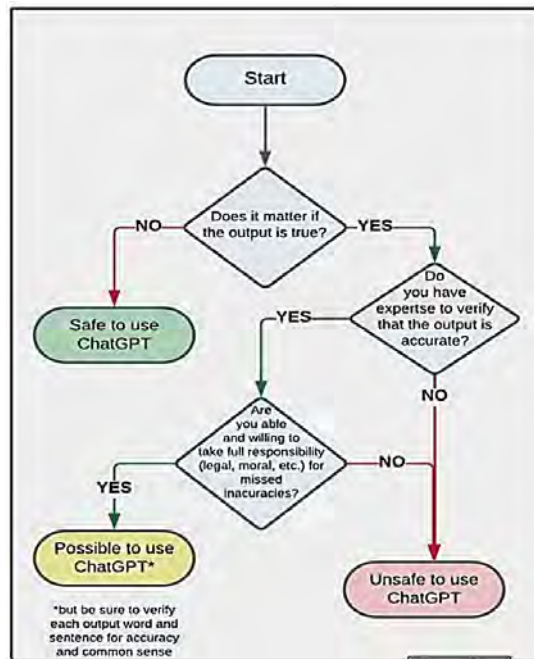 Start
Does it matter if
the output is true?
NO
YES
Safe to use
ChatGPT
Do
you have
expertse to verify
that the output is
accurate?
YES
NO
Are
you able
and willing to
take full responsibility
(legal, moral, etc.) for
missed
inacuracies?
YES
NO
Possible to use
ChatGPT*
Unsafe to use
ChatGPT
*but be sure to verify
each output word and
sentence for accuracy
and common sense